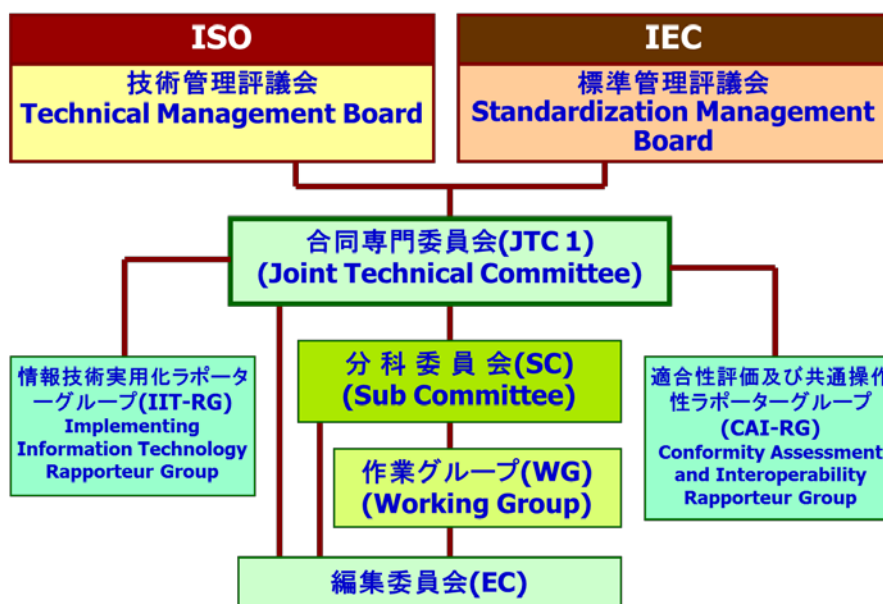 ISO
技術管理評議会
Technical Management Board
IEC
標準管理評議会
Standardization Management
Board
合同専門委員会(JTC 1)
(Joint Technical Committee)
情報技術実用化ラポータ
ーグループ(IIT-RG)
Implementing
Information Technology
Rapporteur Group
分 科 委 員 会(SC)
(Sub Committee)
適合性評価及び共通操作
性ラポーターグループ
(CAI-RG)
Conformity Assessment
and Interoperability
Rapporteur Group
作業グループ(WG)
(Working Group)
編集委員会(EC)